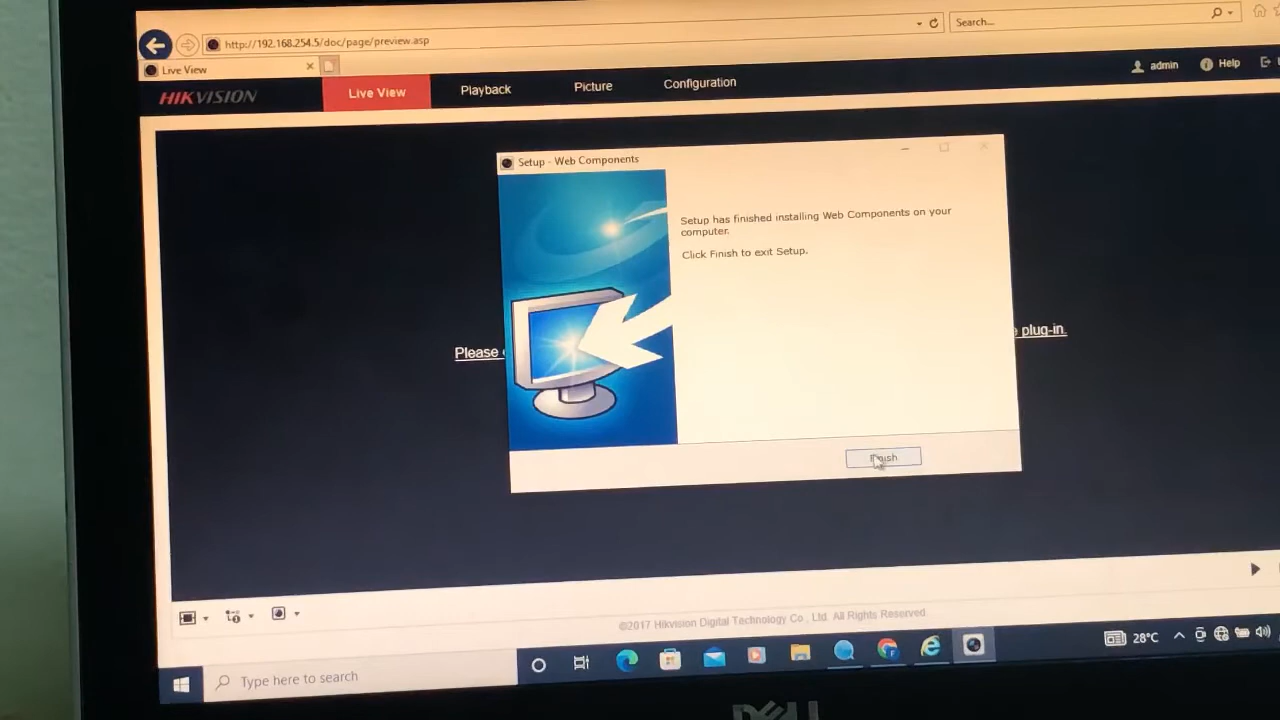 http://192.168.254.5/doc/page/preview.asp
Search...
Live View
HIKVISION
Live View
Playback
Picture
Configuration
admin
Help
Setup - Web Components
Setup has finished installing Web Components on your
computer.
Click Finish to exit Setup.
Please
plug-in.
Finish
©2017 Hikvision Digital Technology Co., Ltd. All Rights Reserved.
Type here to search
28°C
DELL